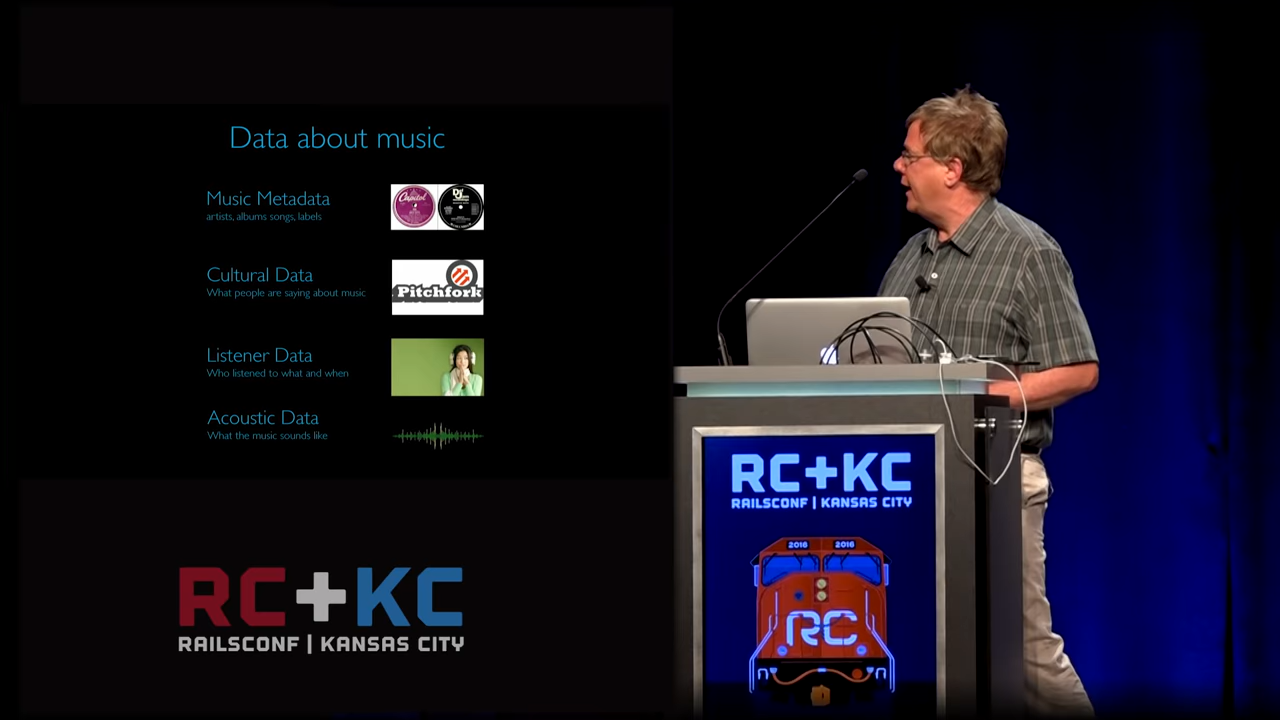 Data about music
Music Metadata
artists, albums songs, labels
Capitol
Def Jam
Cultural Data
What people are saying about music
Pitchfork
Listener Data
Who listened to what and when
Acoustic Data
What the music sounds like
RC+KC
RAILSCONF | KANSAS CITY
RC+KC
RAILSCONF | KANSAS CITY
2016 2016
RC